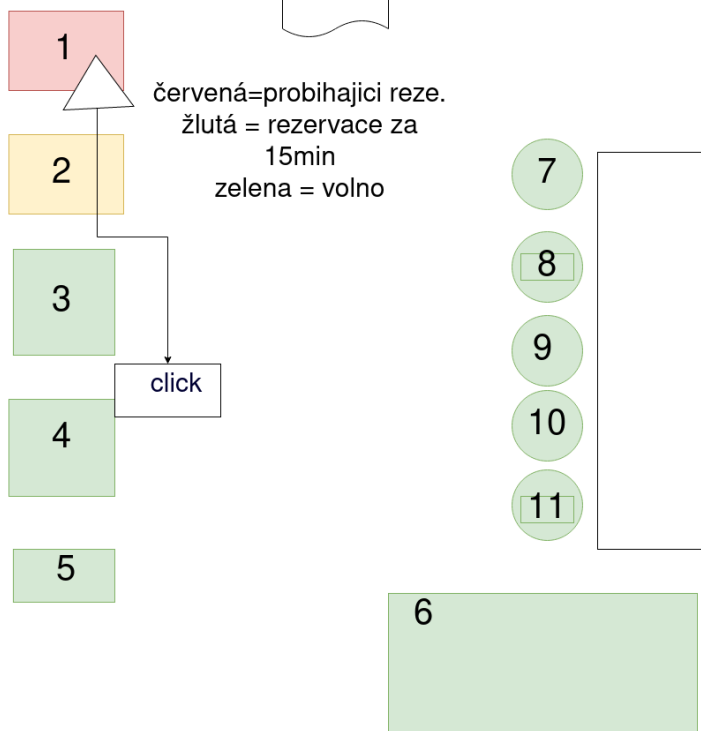 1
červená=probihajici reze.
žlutá = rezervace za
15min
zelena = volno
2
3
click
4
5
7
8
9
10
11
6